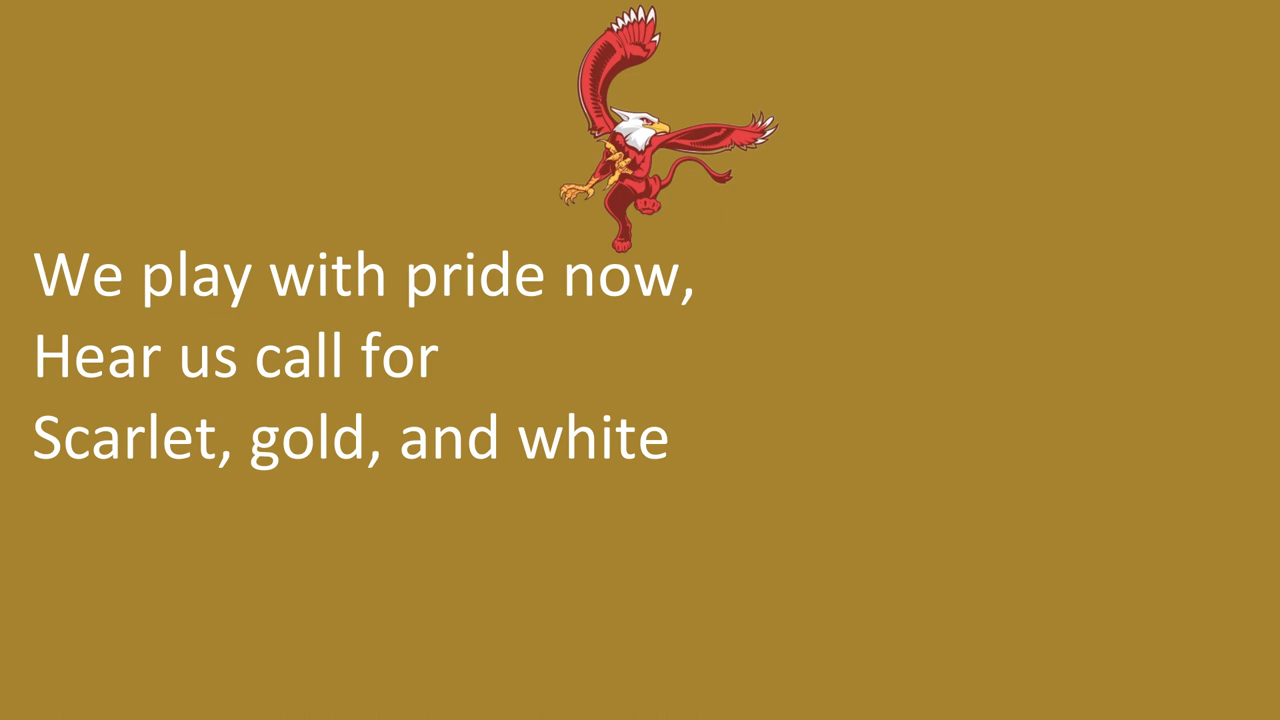 We play with pride now,
Hear us call for
Scarlet, gold, and white